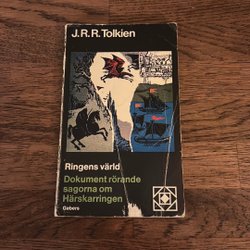 J.R.R.Tolkien
Ringens värld
Dokument rörande
sagorna om
Härskarringen
Gebers